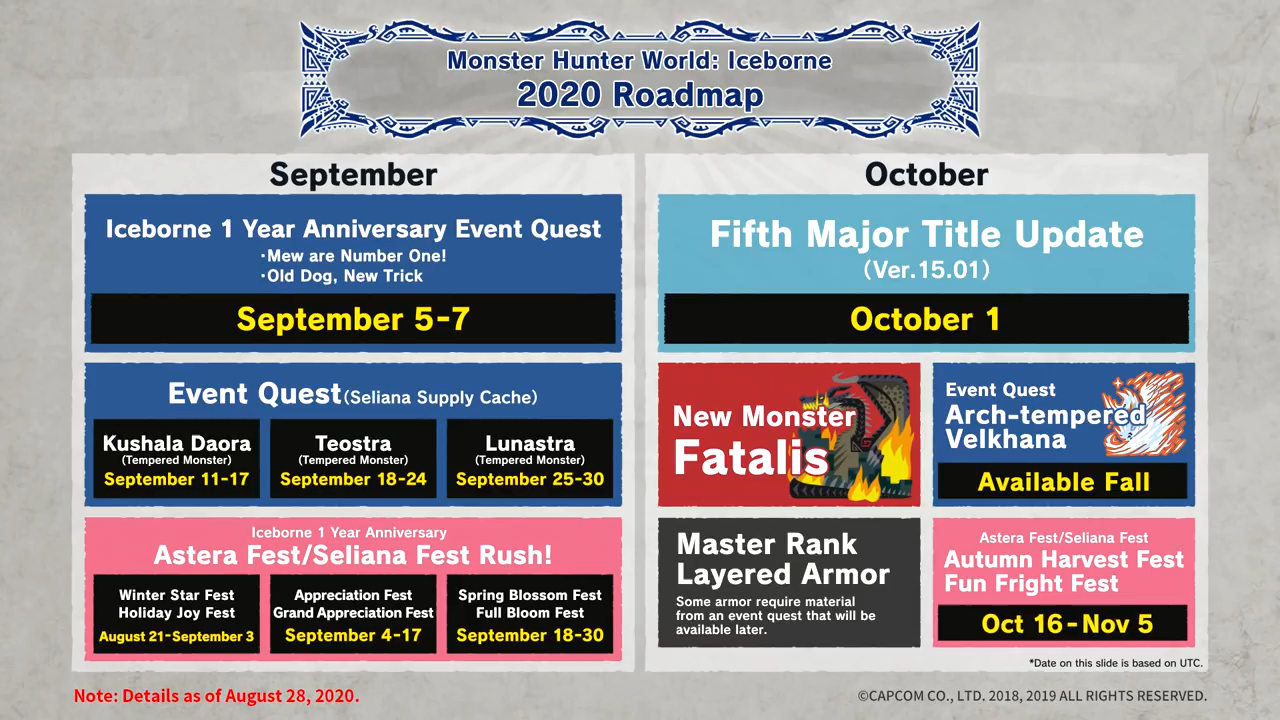 Monster Hunter World: Iceborne
2020 Roadmap
September
Iceborne 1 Year Anniversary Event Quest
・Mew are Number One!
・Old Dog, New Trick
September 5-7
Event Quest (Seliana Supply Cache)
Kushala Daora
(Tempered Monster)
September 11-17
Teostra
(Tempered Monster)
September 18-24
Lunastra
(Tempered Monster)
September 25-30
Iceborne 1 Year Anniversary
Astera Fest/Seliana Fest Rush!
Winter Star Fest
Holiday Joy Fest
August 21-September 3
Appreciation Fest
Grand Appreciation Fest
September 4-17
Spring Blossom Fest
Full Bloom Fest
September 18-30
October
Fifth Major Title Update
(Ver.15.01)
October 1
New Monster
Fatalis
Event Quest
Arch-tempered
Velkhana
Available Fall
Master Rank
Layered Armor
Some armor require material
from an event quest that will be
available later.
Astera Fest/Seliana Fest
Autumn Harvest Fest
Fun Fright Fest
Oct 16-Nov 5
*Date on this slide is based on UTC.
Note: Details as of August 28, 2020.
©CAPCOM CO., LTD. 2018, 2019 ALL RIGHTS RESERVED.